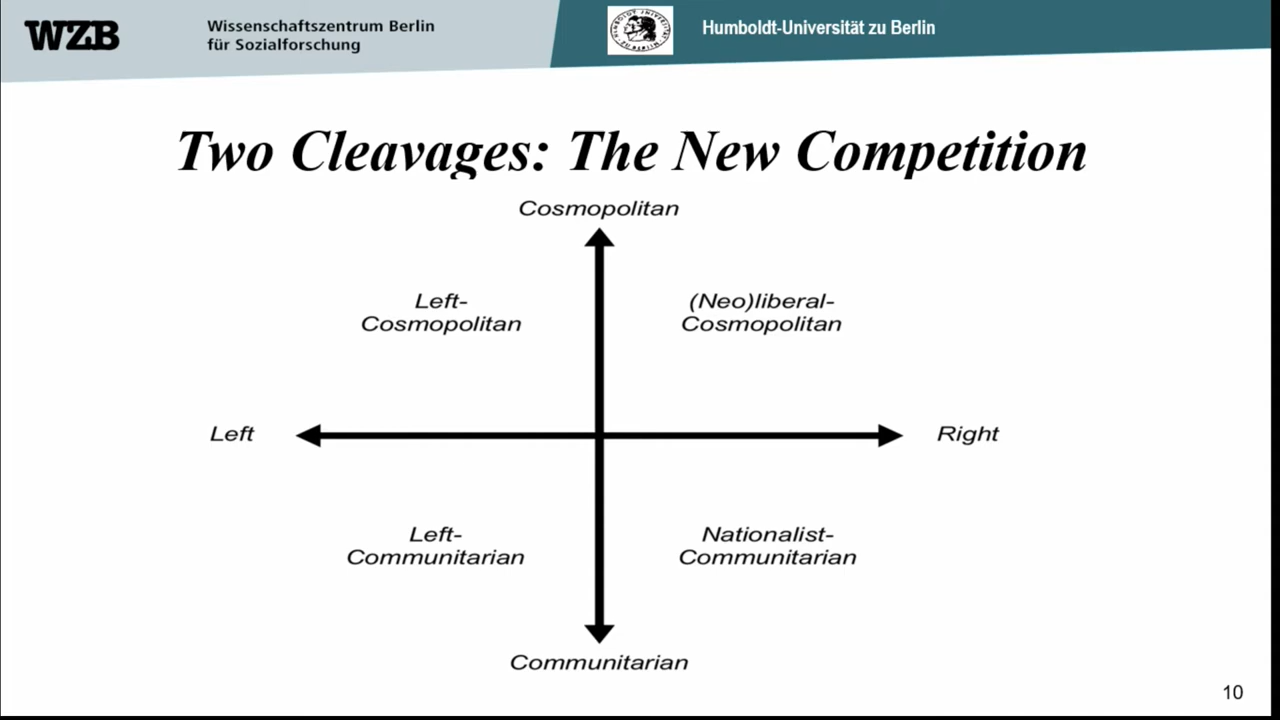 WZB
Wissenschaftszentrum Berlin
für Sozialforschung
Humboldt-Universität zu Berlin
Two Cleavages: The New Competition
Cosmopolitan
Left-
Cosmopolitan
(Neo)liberal-
Cosmopolitan
Left
Right
Left-
Communitarian
Nationalist-
Communitarian
Communitarian
10